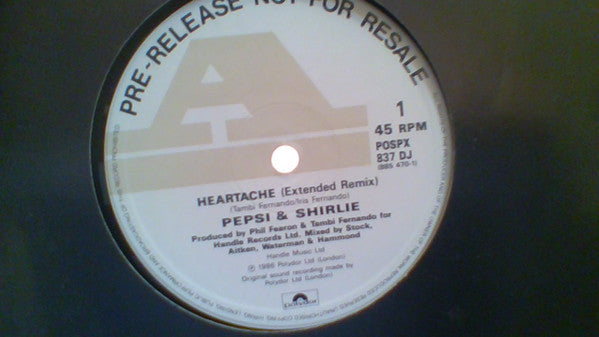 PRE-RELEASE NOT FOR RESALE
A
1
45 RPM
POSPX
837 DJ
(885 470-1)
HEARTACHE (Extended Remix)
(Tambi Fernando/Iris Fernando)
PEPSI & SHIRLIE
Produced by Phil Feeron & Tambi Fernando for
Handle Records Ltd. Mixed by Stock,
Aitken, Waterman & Hammond
Handle Music Ltd
℗ 1986 Polydor Ltd (London)
Original sound recording made by
Polydor Ltd (London)
polydor